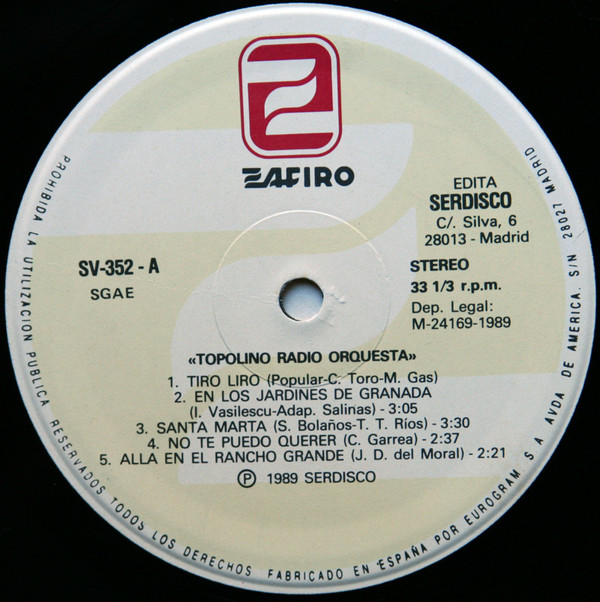 ZAFIRO
EDITA
SERDISCO
C/. Silva, 6
28013 - Madrid
SV-352 - A
SGAE
STEREO
33 1/3 r.p.m.
Dep. Legal:
M-24169-1989
«TOPOLINO RADIO ORQUESTA»
1. TIRO LIRO (Popular-C. Toro-M. Gas)
2. EN LOS JARDINES DE GRANADA
(I. Vasilescu-Adap. Salinas) - 3:05
3. SANTA MARTA (S. Bolaños-T. T. Ríos) - 3:30
4. NO TE PUEDO QUERER (C. Garrea) - 2:37
5. ALLA EN EL RANCHO GRANDE (J. D. del Moral) - 2:21
Ⓟ 1989 SERDISCO
PROHIBIDA LA UTILIZACION PUBLICA RESERVADOS TODOS LOS DERECHOS FABRICADO EN ESPAÑA POR EUROGRAM S.A. AVDA DE AMERICA, S/N 28027 MADRID